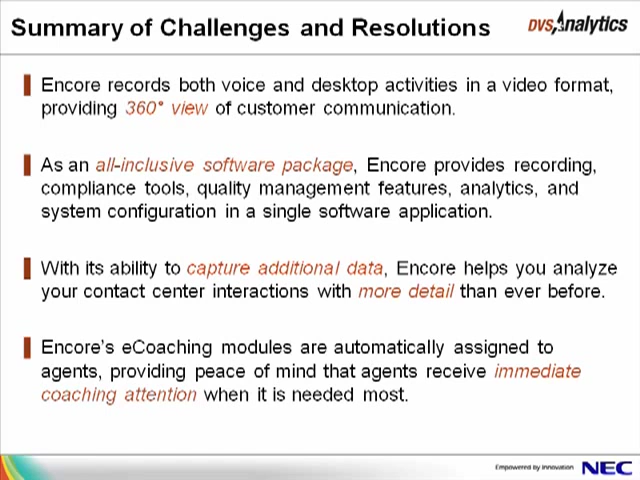 Summary of Challenges and Resolutions
DVSAnalytics
Encore records both voice and desktop activities in a video format,
providing 360° view of customer communication.
As an all-inclusive software package, Encore provides recording,
compliance tools, quality management features, analytics, and
system configuration in a single software application.
With its ability to capture additional data, Encore helps you analyze
your contact center interactions with more detail than ever before.
Encore's eCoaching modules are automatically assigned to
agents, providing peace of mind that agents receive immediate
coaching attention when it is needed most.
Empowered by Innovation NEC